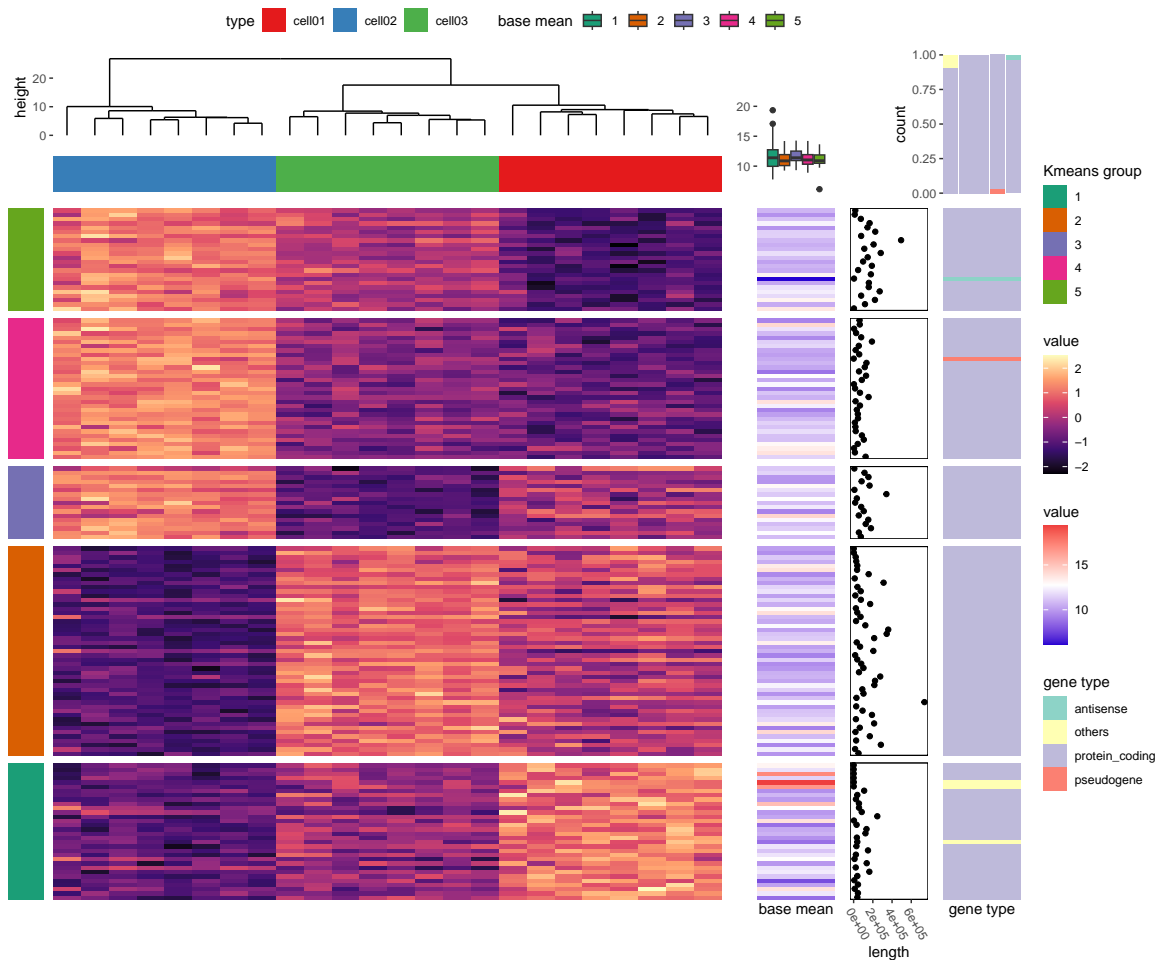 type cell01 cell02 cell03 base mean 1 2 3 4 5
height
20
10
0
20
15
10
count
1.00
0.75
0.50
0.25
0.00
Kmeans group
1
2
3
4
5
value
2
1
0
−1
−2
value
15
10
gene type
antisense
others
protein_coding
pseudogene
base mean
0e+00
2e+05
4e+05
6e+05
length
gene type